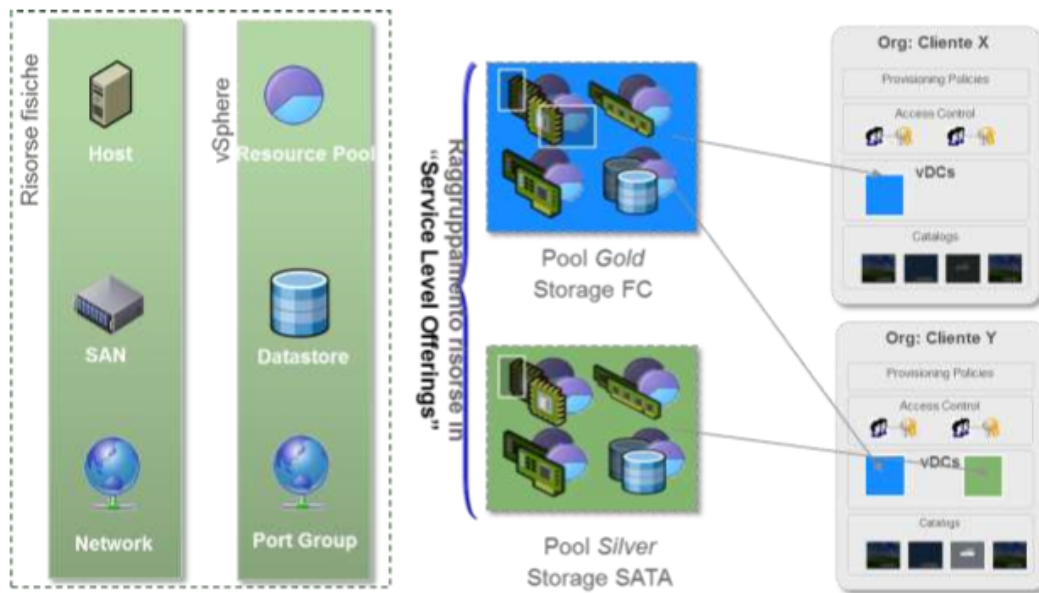 Risorse fisiche
Host
SAN
Network
vSphere
Resource Pool
Datastore
Port Group
Raggruppamento risorse in
“Service Level Offerings”
Pool Gold
Storage FC
Pool Silver
Storage SATA
Org: Cliente X
Provisioning Policies
Access Control
vDCs
Catalogs
Org: Cliente Y
Provisioning Policies
Access Control
vDCs
Catalogs